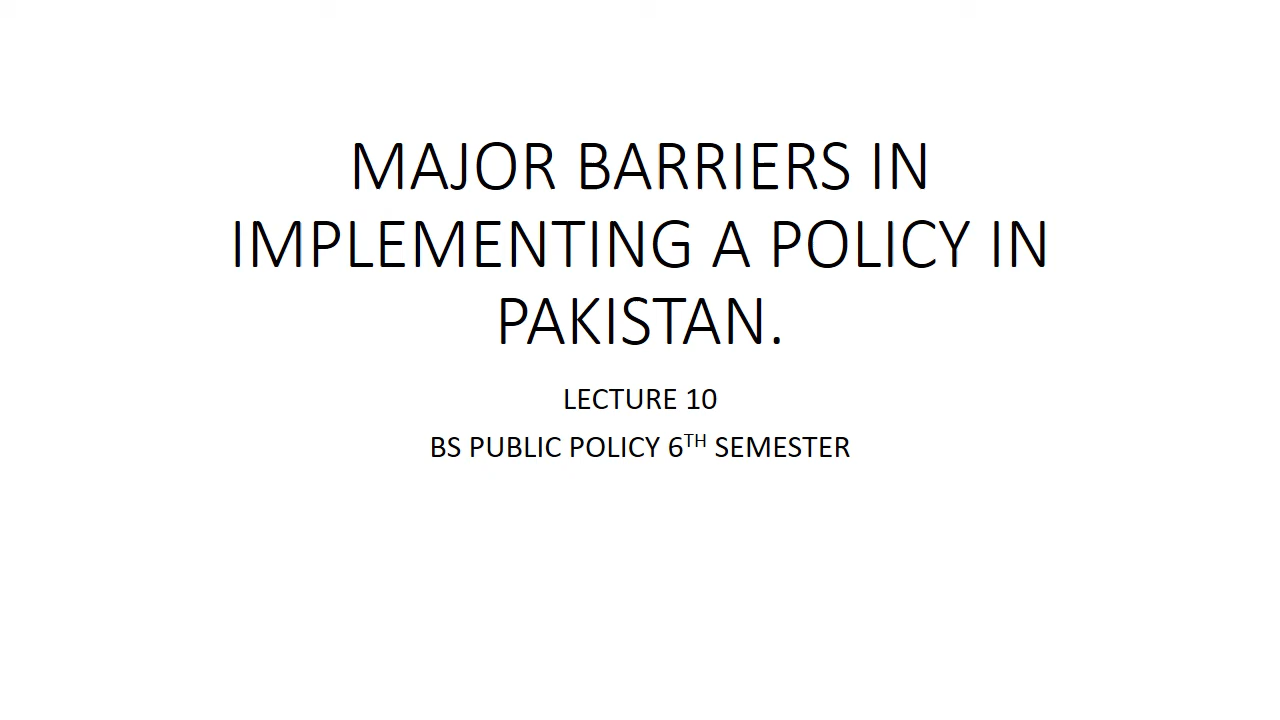 MAJOR BARRIERS IN
IMPLEMENTING A POLICY IN
PAKISTAN.
LECTURE 10
BS PUBLIC POLICY 6TH SEMESTER